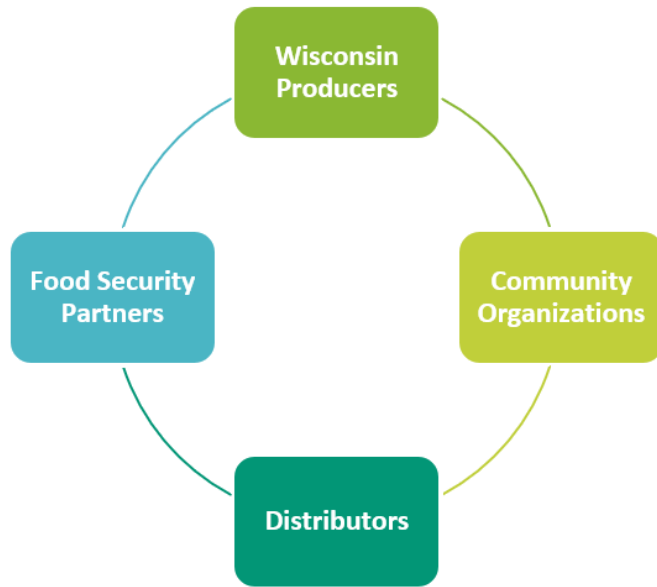 Wisconsin
Producers
Food Security
Partners
Community
Organizations
Distributors